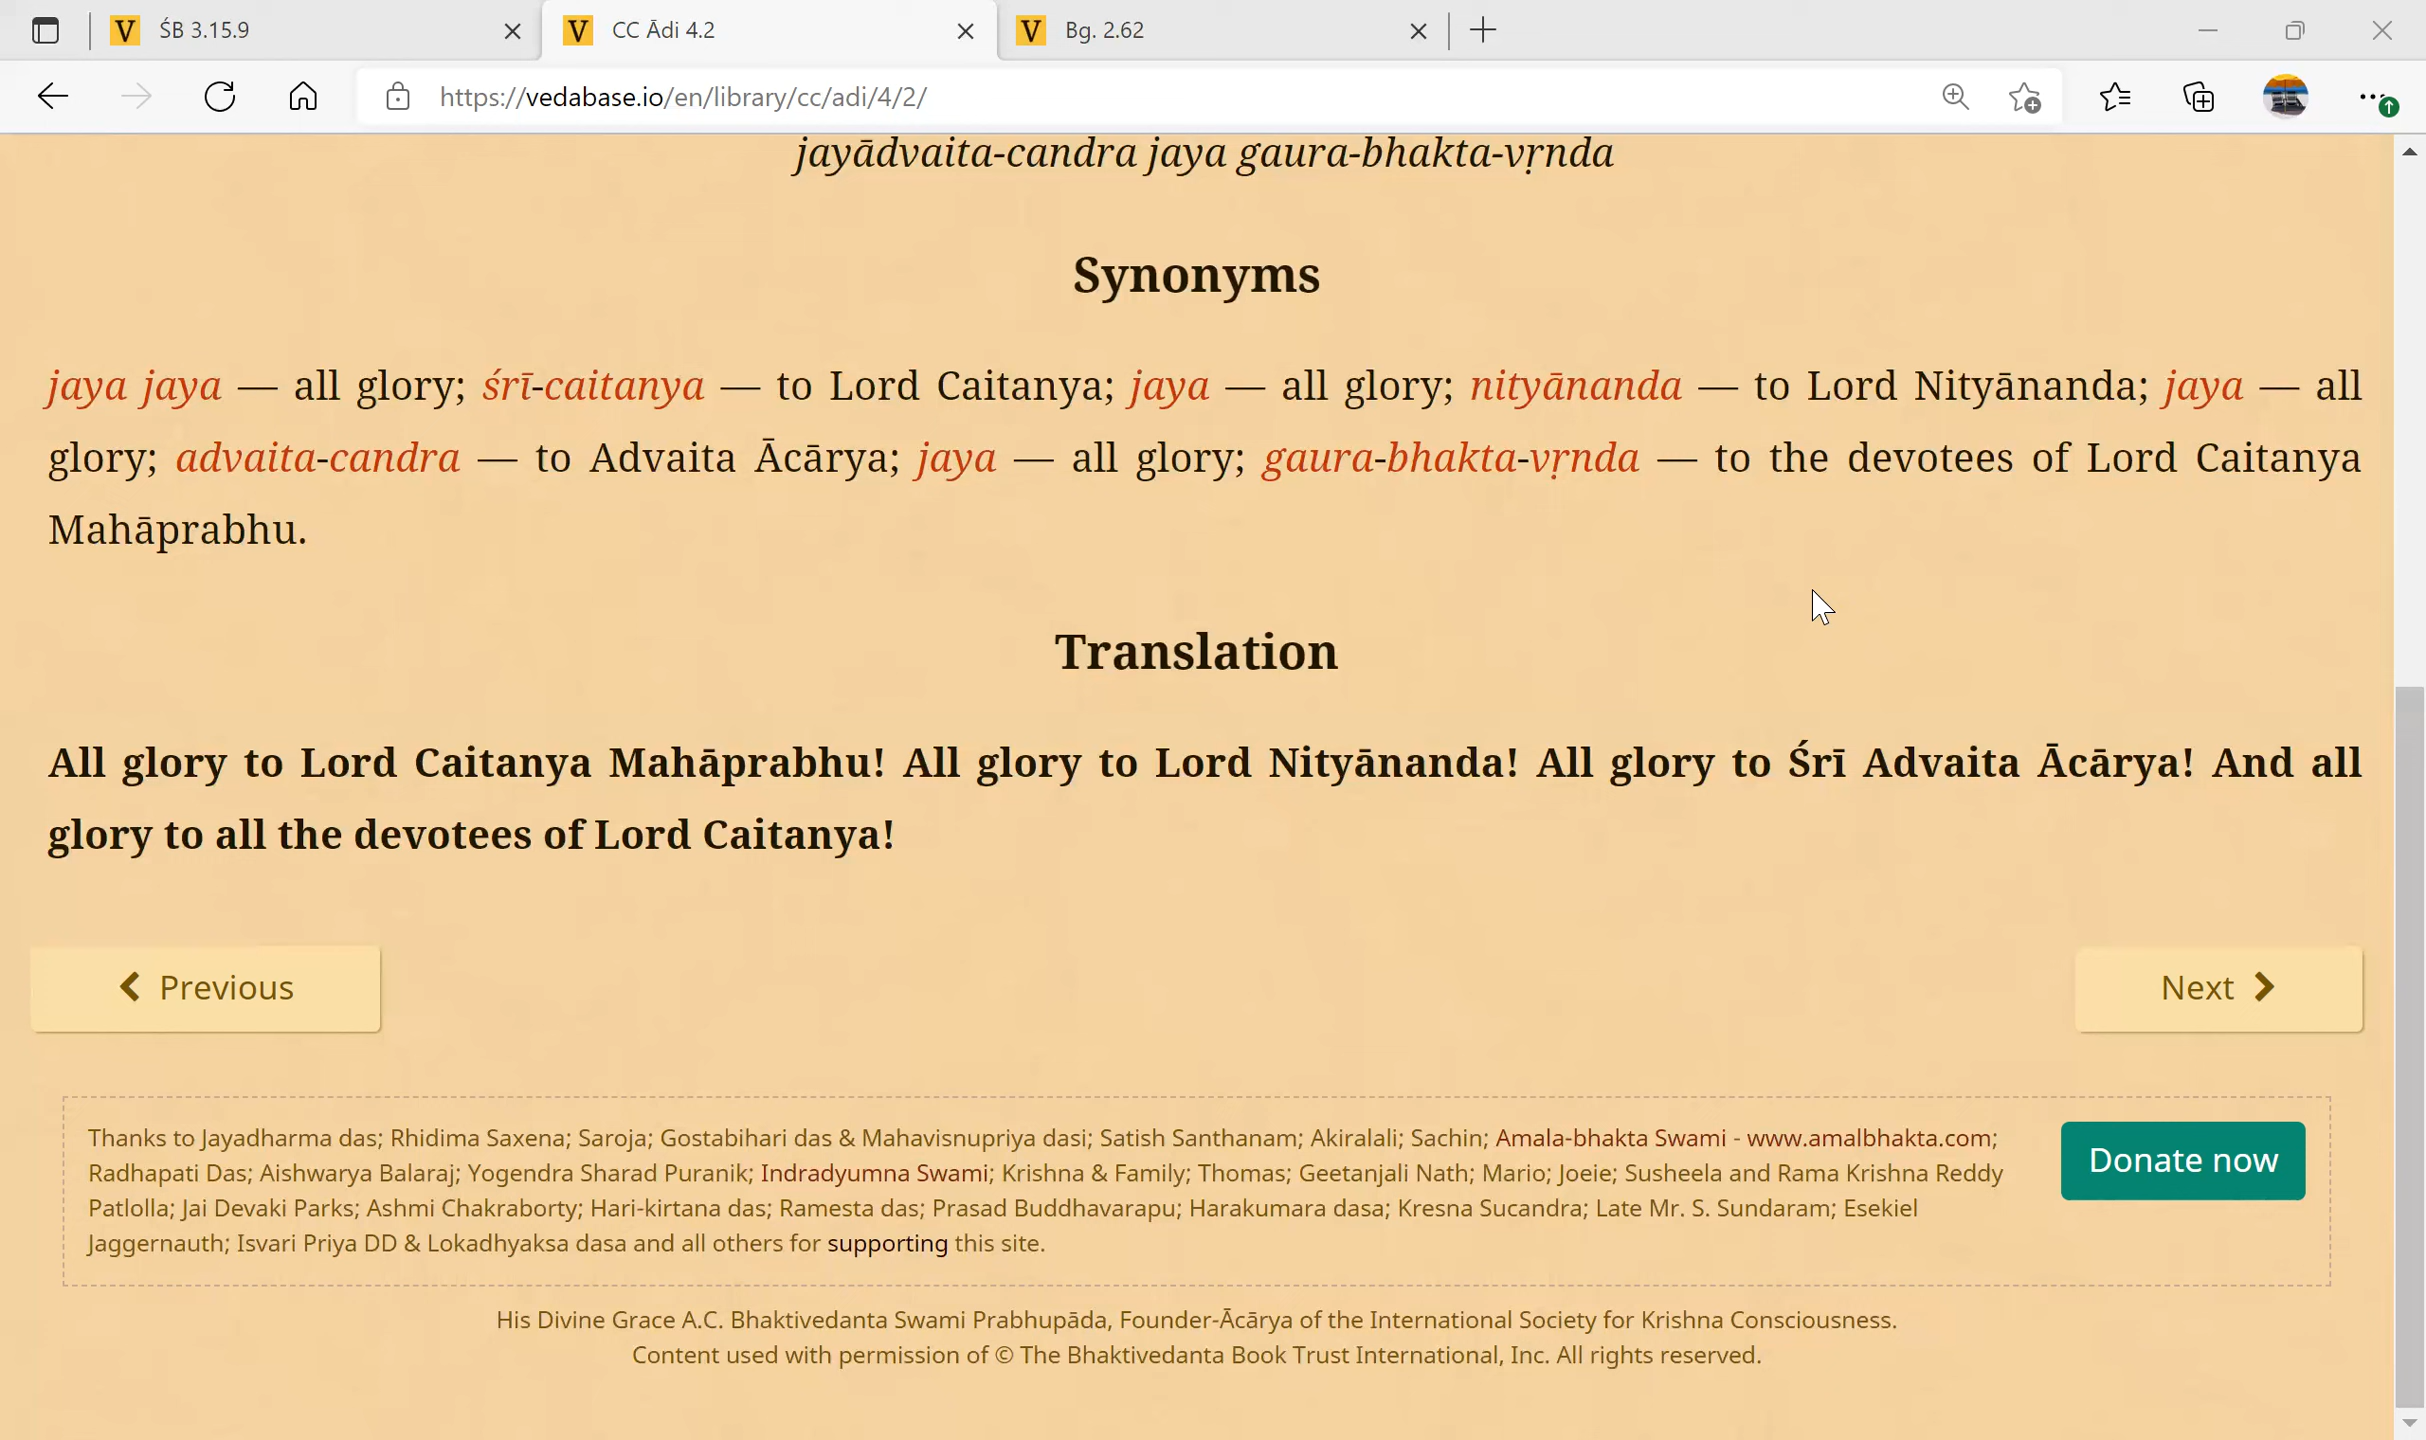 ŚB 3.15.9
CC Ādi 4.2
Bg. 2.62
https://vedabase.io/en/library/cc/adi/4/2/
jayādvaita-candra jaya gaura-bhakta-vṛnda
Synonyms
jaya jaya — all glory; śrī-caitanya — to Lord Caitanya; jaya — all glory; nityānanda — to Lord Nityānanda; jaya — all
glory; advaita-candra — to Advaita Ācārya; jaya — all glory; gaura-bhakta-vṛnda — to the devotees of Lord Caitanya
Mahāprabhu.
Translation
All glory to Lord Caitanya Mahāprabhu! All glory to Lord Nityānanda! All glory to Śrī Advaita Ācārya! And all
glory to all the devotees of Lord Caitanya!
Previous
Next
Thanks to Jayadharma das; Rhidima Saxena; Saroja; Gostabihari das & Mahavisnupriya dasi; Satish Santhanam; Akiralali; Sachin; Amala-bhakta Swami - www.amalbhakta.com;
Radhapati Das; Aishwarya Balaraj; Yogendra Sharad Puranik; Indradyumna Swami; Krishna & Family; Thomas; Geetanjali Nath; Mario; Joeie; Susheela and Rama Krishna Reddy
Patlolla; Jai Devaki Parks; Ashmi Chakraborty; Hari-kirtana das; Ramesta das; Prasad Buddhavarapu; Harakumara dasa; Kresna Sucandra; Late Mr. S. Sundaram; Esekiel
Jaggernauth; Isvari Priya DD & Lokadhyaksa dasa and all others for supporting this site.
Donate now
His Divine Grace A.C. Bhaktivedanta Swami Prabhupāda, Founder-Ācārya of the International Society for Krishna Consciousness.
Content used with permission of © The Bhaktivedanta Book Trust International, Inc. All rights reserved.